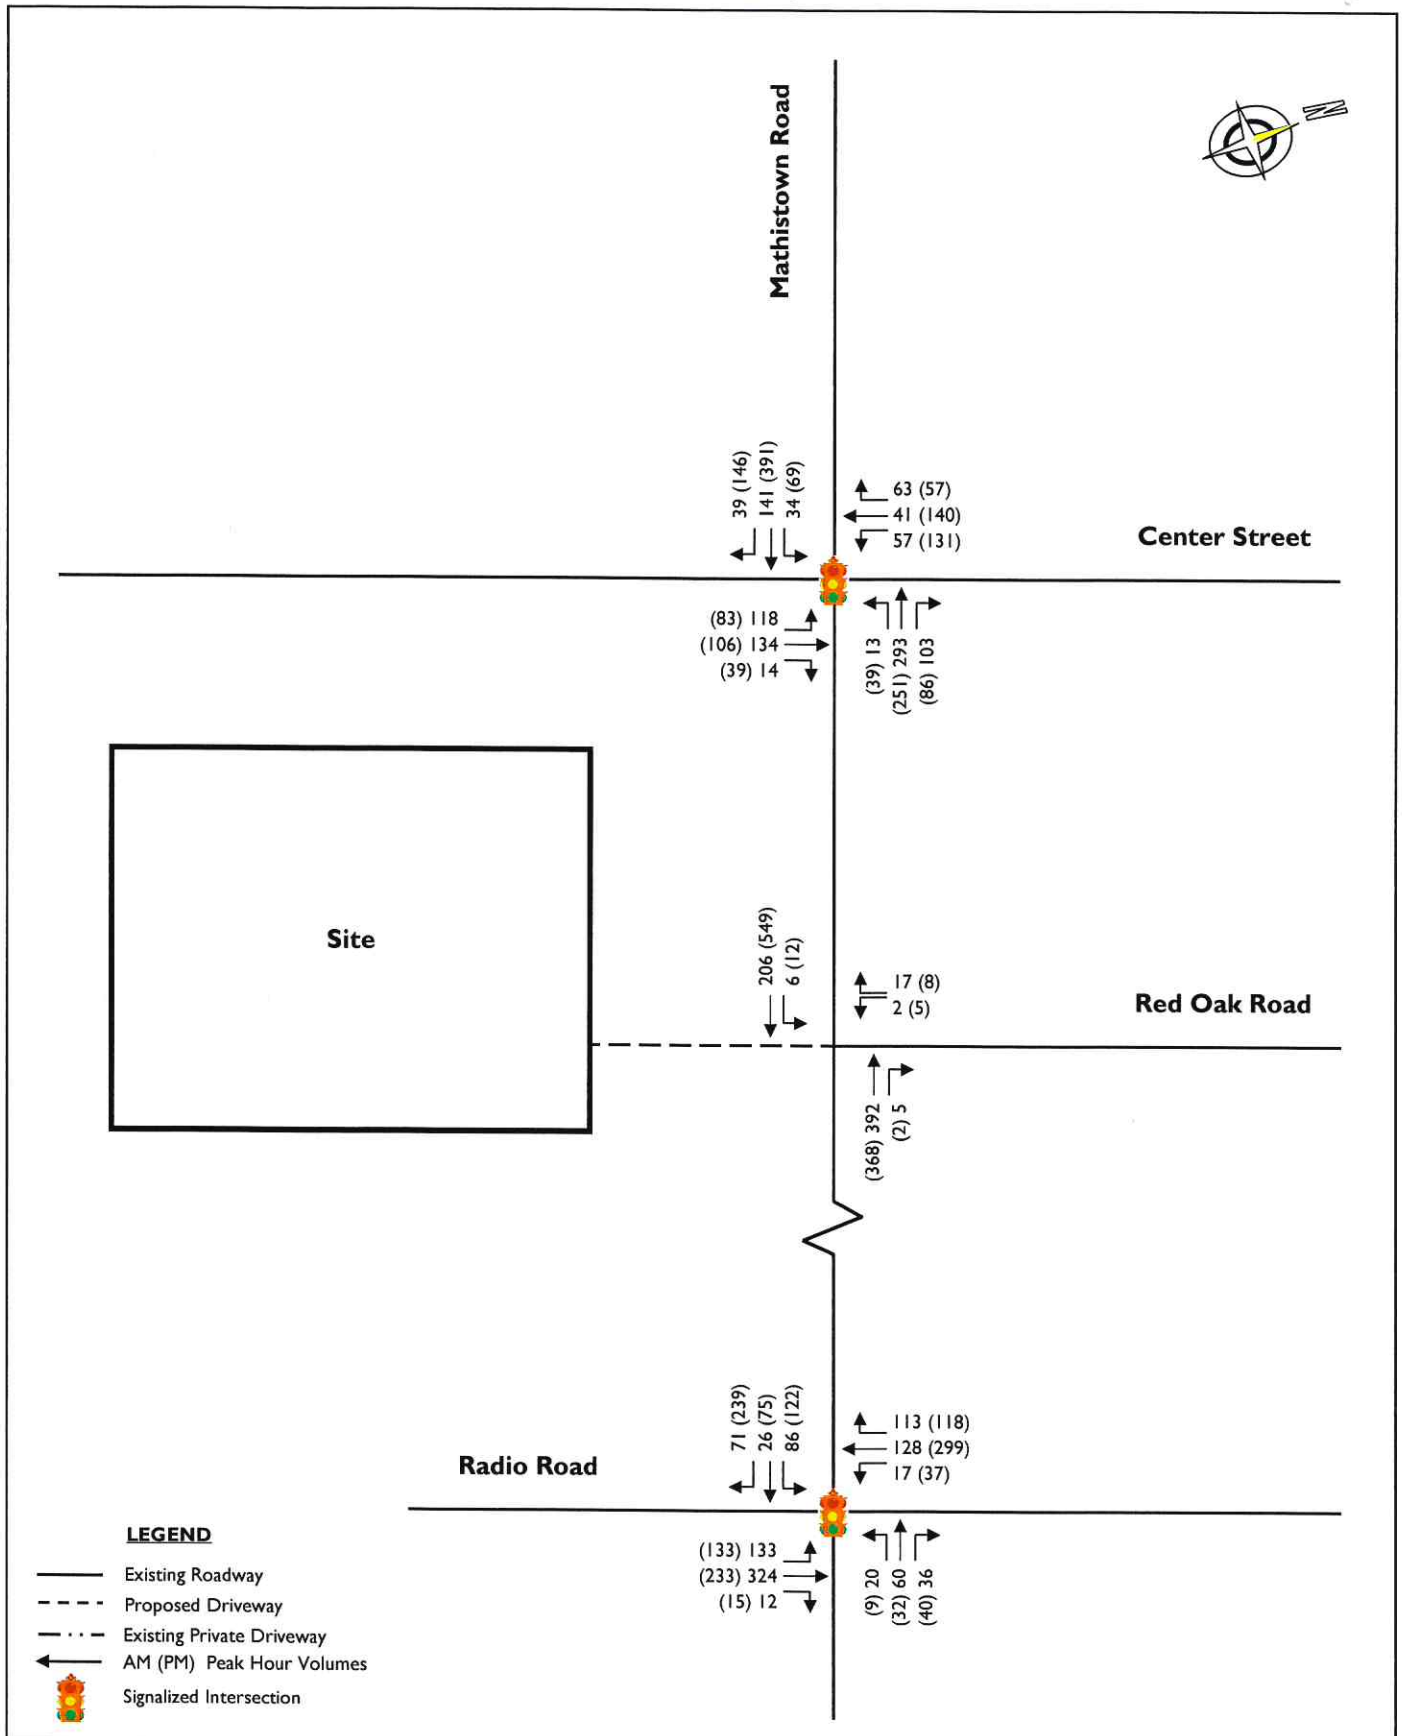 Mathistown Road
N
39 (146)
141 (391)
34 (69)
63 (57)
41 (140)
57 (131)
Center Street
(83) 118
(106) 134
(39) 14
(39) 13
(251) 293
(86) 103
Site
206 (549)
6 (12)
17 (8)
2 (5)
Red Oak Road
(368) 392
(2) 5
71 (239)
26 (75)
86 (122)
113 (118)
128 (299)
17 (37)
Radio Road
(133) 133
(233) 324
(15) 12
(9) 20
(32) 60
(40) 36
LEGEND
Existing Roadway
Proposed Driveway
Existing Private Driveway
AM (PM) Peak Hour Volumes
Signalized Intersection